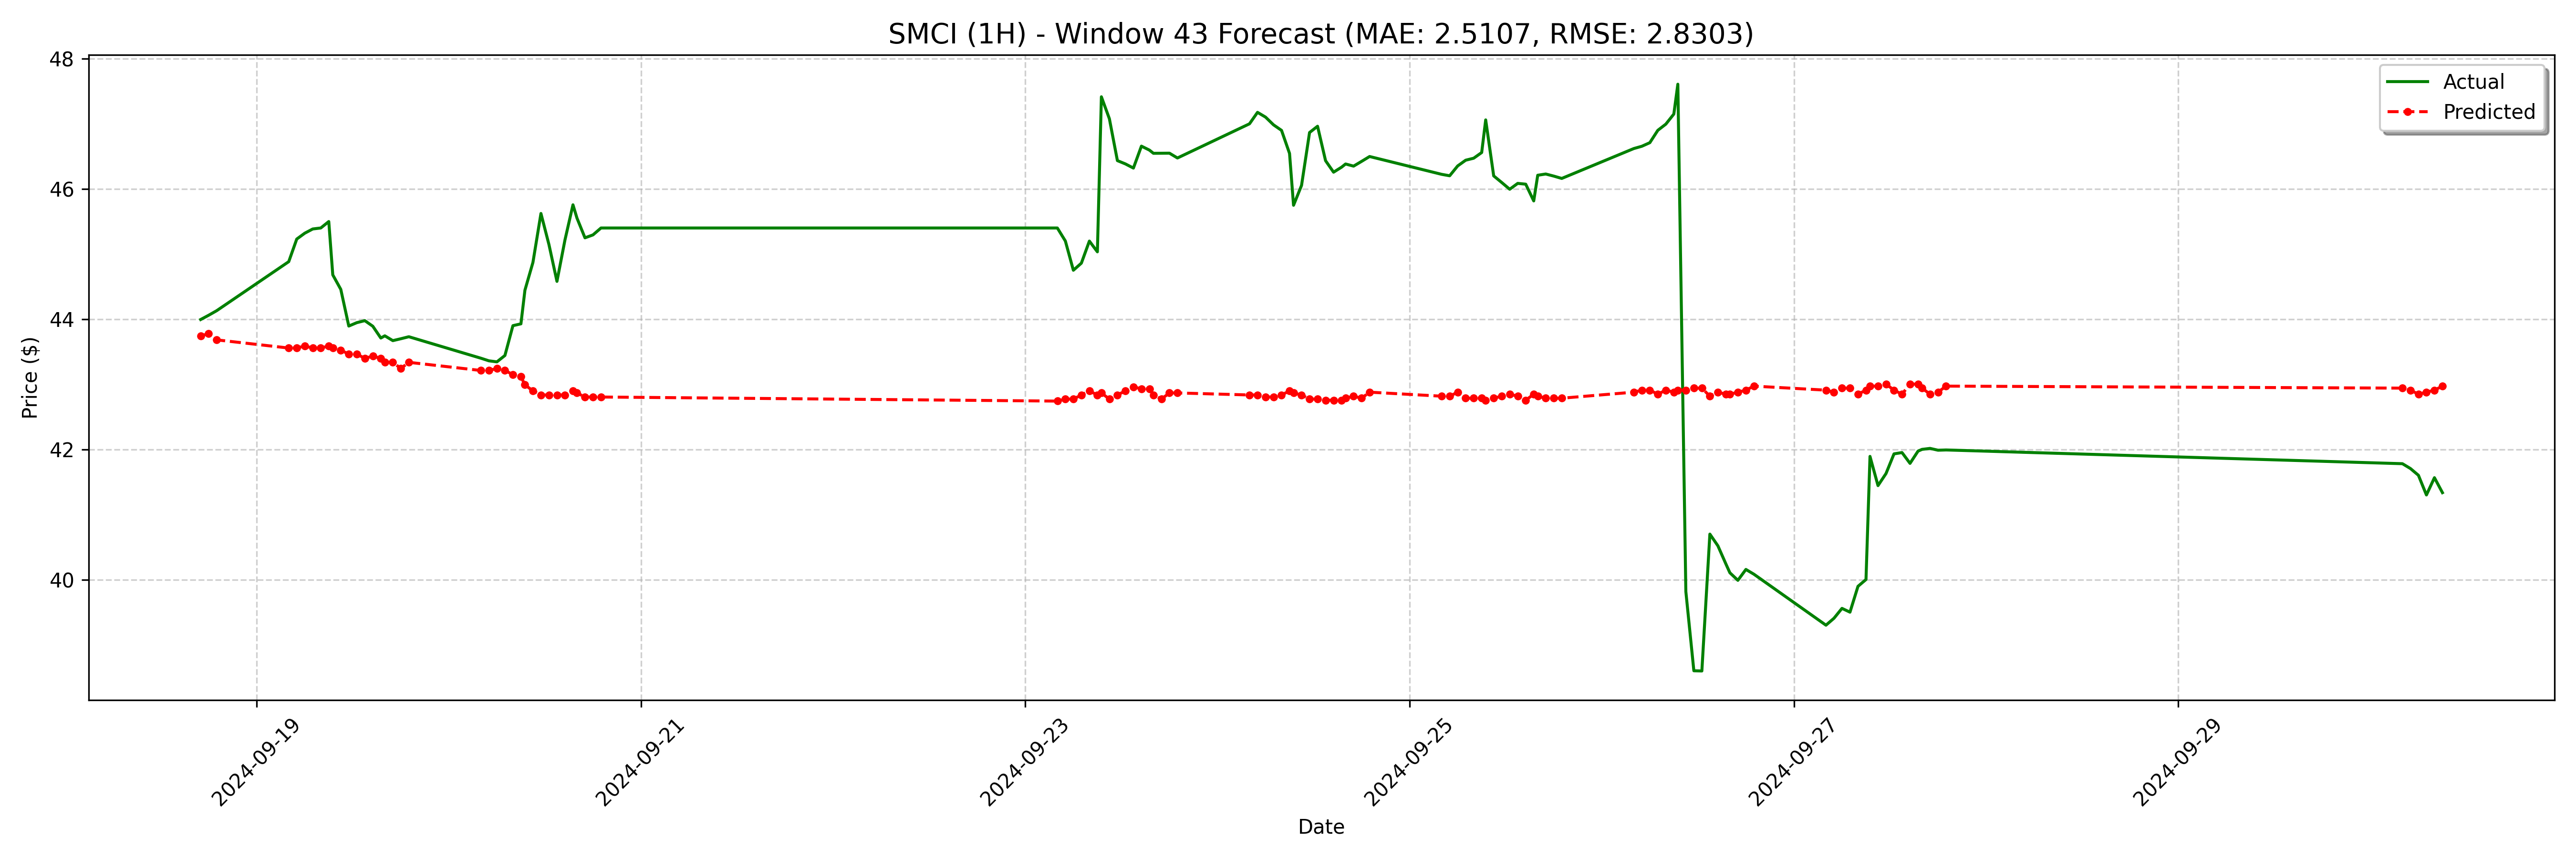 SMCI (1H) - Window 43 Forecast (MAE: 2.5107, RMSE: 2.8303)
Actual
Predicted
48
46
44
42
40
Price ($)
2024-09-19
2024-09-21
2024-09-23
2024-09-25
2024-09-27
2024-09-29
Date